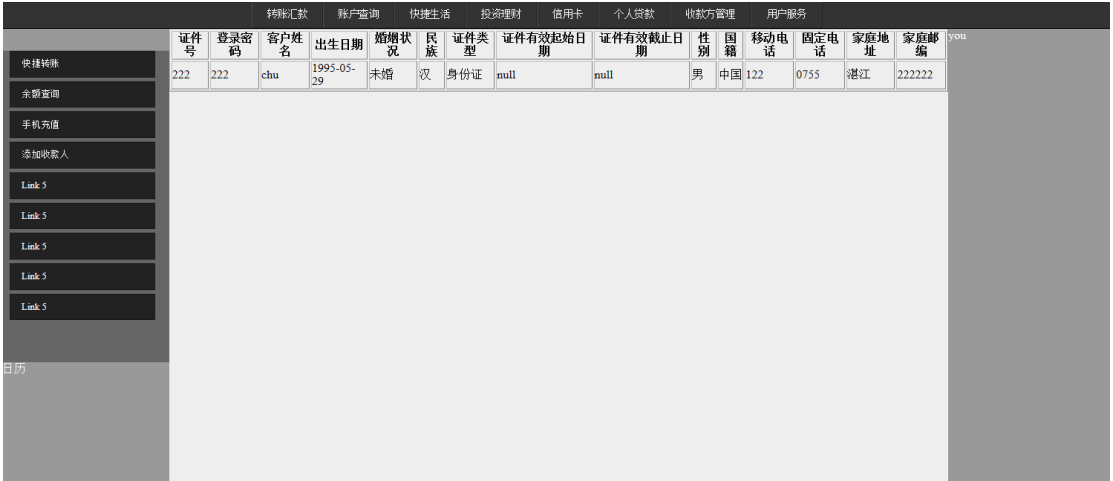 转账汇款 账户查询 快捷生活 投资理财 信用卡 个人贷款 收款方管理 用户服务
快捷转账
余额查询
手机充值
添加收款人
Link 5
Link 5
Link 5
Link 5
Link 5
日历
证件号 登录密码 客户姓名 出生日期 婚姻状况 民族 证件类型 证件有效起始日期 证件有效截止日期 性别 国籍 移动电话 固定电话 家庭地址 家庭邮编
222 222 chu 1995-05-29 未婚 汉 身份证 null null 男 中国 122 0755 湛江 222222
you